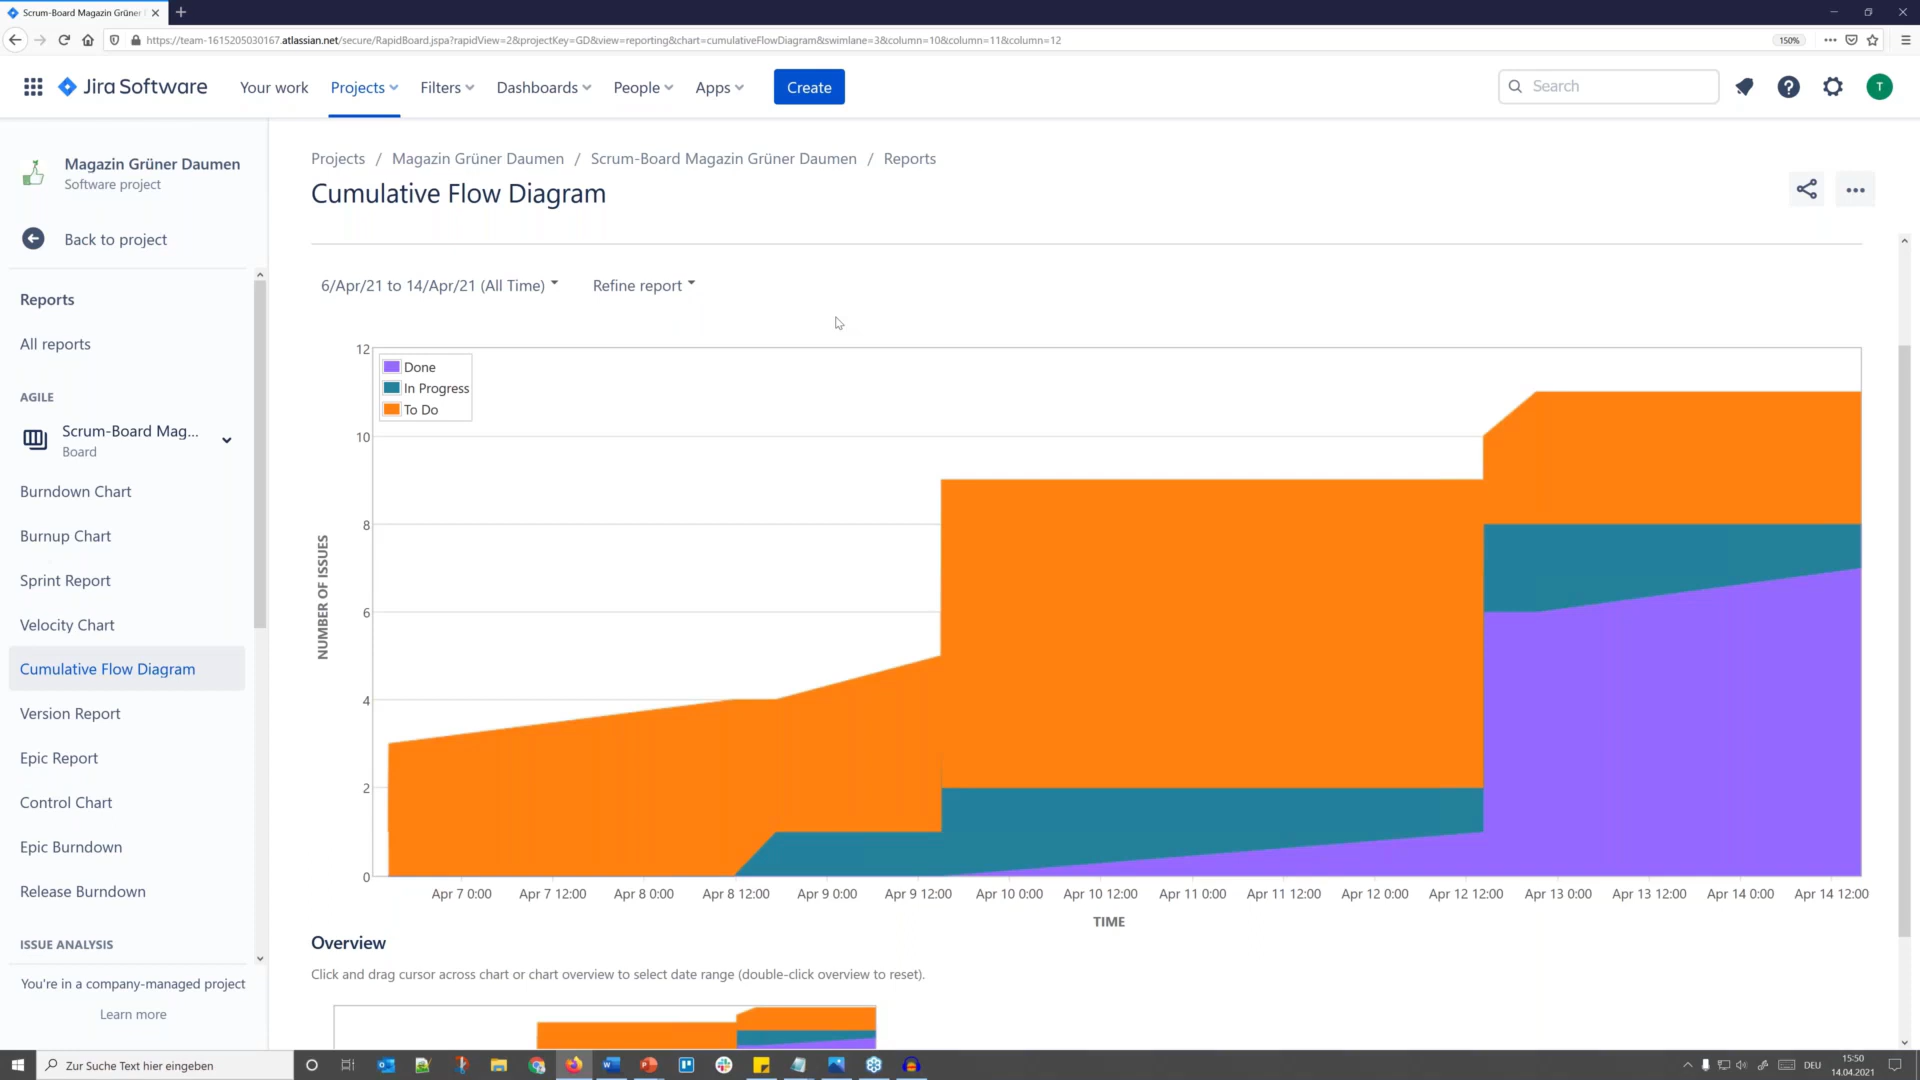 Scrum-Board Magazin Grüner
https://team-1615205030167.atlassian.net/secure/RapidBoard.jspa?rapidView=2&projectKey=GD&view=reporting&chart=cumulativeFlowDiagram&swimlane=3&column=10&column=11&column=12
150%
Jira Software
Your work
Projects
Filters
Dashboards
People
Apps
Create
Search
T
Magazin Grüner Daumen
Software project
Back to project
Reports
All reports
AGILE
Scrum-Board Mag...
Board
Burndown Chart
Burnup Chart
Sprint Report
Velocity Chart
Cumulative Flow Diagram
Version Report
Epic Report
Control Chart
Epic Burndown
Release Burndown
ISSUE ANALYSIS
You're in a company-managed project
Learn more
Projects / Magazin Grüner Daumen / Scrum-Board Magazin Grüner Daumen / Reports
Cumulative Flow Diagram
6/Apr/21 to 14/Apr/21 (All Time)
Refine report
Done
In Progress
To Do
12
10
8
6
4
2
0
NUMBER OF ISSUES
Apr 7 0:00
Apr 7 12:00
Apr 8 0:00
Apr 8 12:00
Apr 9 0:00
Apr 9 12:00
Apr 10 0:00
Apr 10 12:00
Apr 11 0:00
Apr 11 12:00
Apr 12 0:00
Apr 12 12:00
Apr 13 0:00
Apr 13 12:00
Apr 14 0:00
Apr 14 12:00
TIME
Overview
Click and drag cursor across chart or chart overview to select date range (double-click overview to reset).
Zur Suche Text hier eingeben
DEU
15:50
14.04.2021